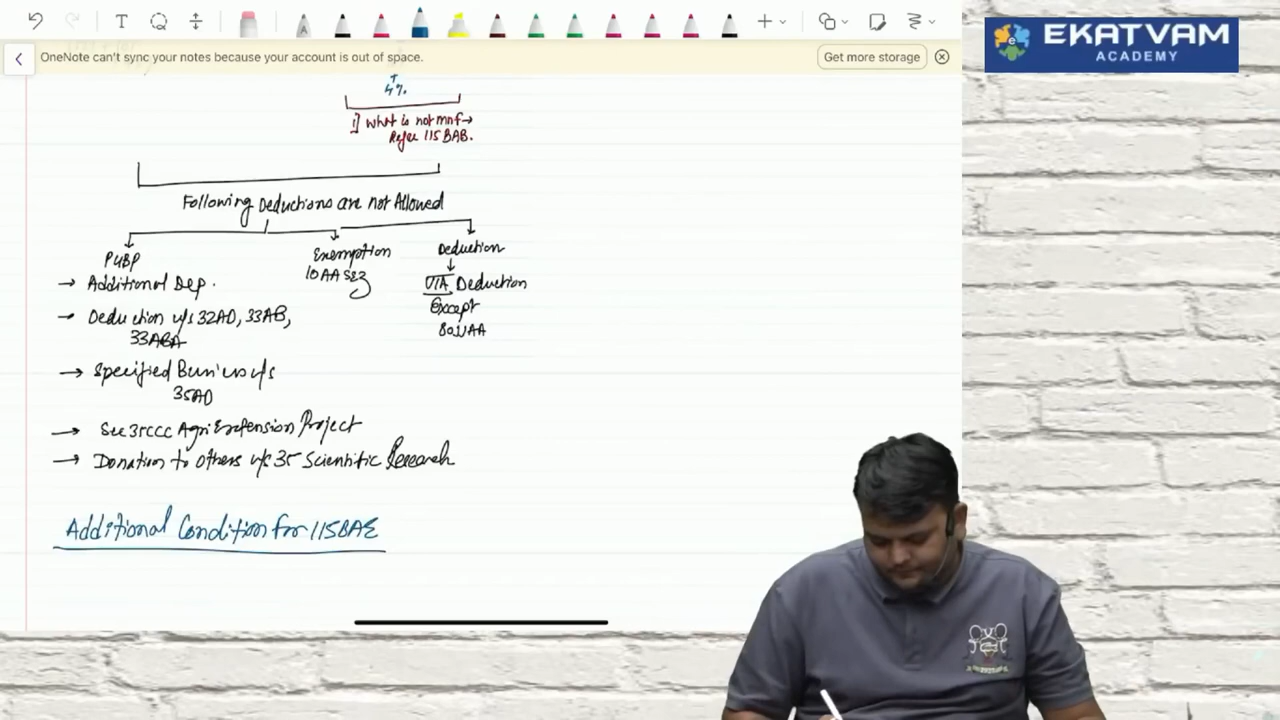 OneNote can't sync your notes because your account is out of space.
Get more storage
EKATVAM
ACADEMY
+
4%.
1] What is not mnf →
Refer 115BAB.
Following Deductions are not Allowed
PGBP
Exemption
10AA SEZ
Deduction
VIA Deduction
Except
80JJAA
→ Additional Dep.
→ Deduction u/s 32AD, 33AB,
33ABA
→ Specified Business u/s
35AD
→ Sec 35CCC Agri Extension Project
→ Donation to Others u/s 35 Scientific Research
Additional Condition for 115BAE